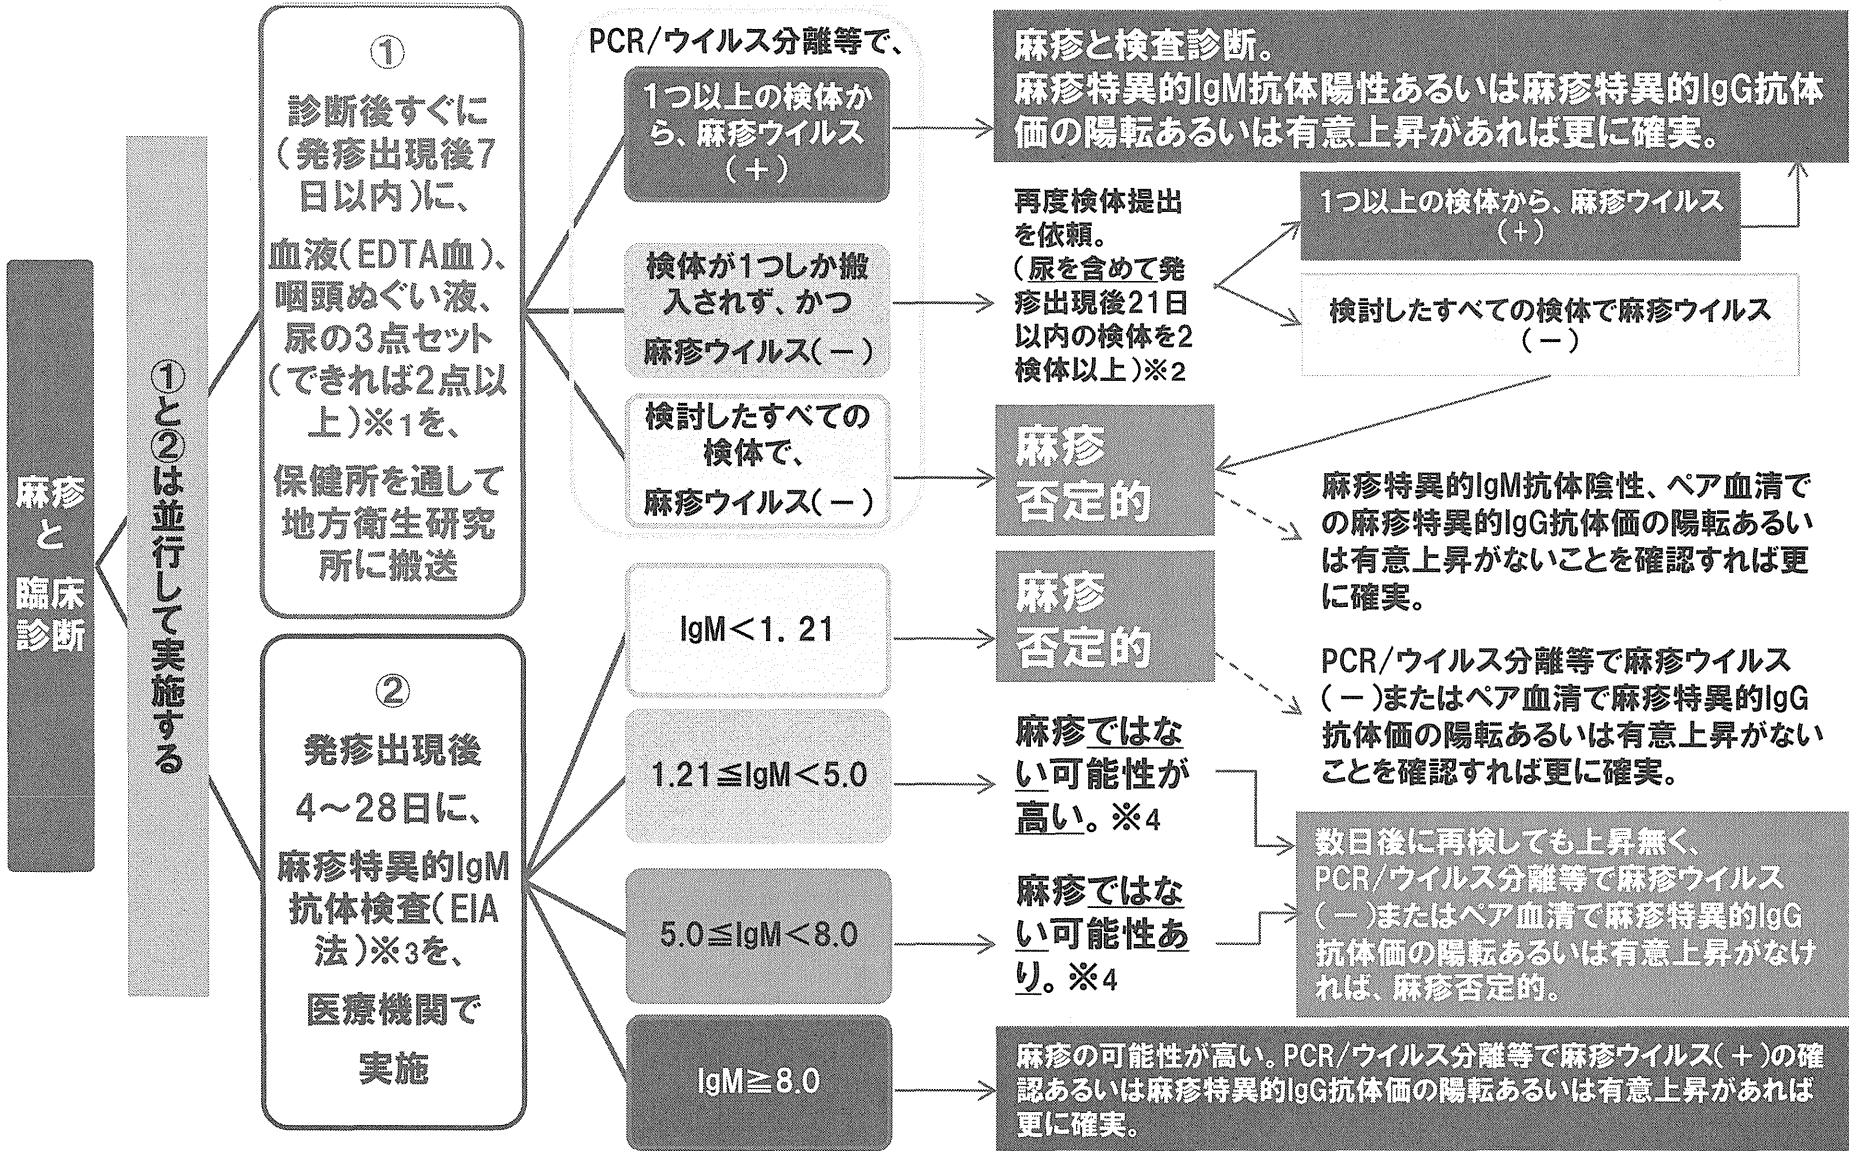 麻疹
と
臨床
診断
①と②は並行して実施する
①
診断後すぐに
(発疹出現後7
日以内)に、
血液(EDTA血)、
咽頭ぬぐい液、
尿の3点セット
(できれば2点以
上)※1を、
保健所を通して
地方衛生研究
所に搬送
②
発疹出現後
4〜28日に、
麻疹特異的IgM
抗体検査(EIA
法)※3を、
医療機関で
実施
PCR/ウイルス分離等で、
1つ以上の検体か
ら、麻疹ウイルス
(+)
検体が1つしか搬
入されず、かつ
麻疹ウイルス(-)
検討したすべての
検体で、
麻疹ウイルス(-)
IgM<1.21
1.21≦IgM<5.0
5.0≦IgM<8.0
IgM≧8.0
麻疹と検査診断。
麻疹特異的IgM抗体陽性あるいは麻疹特異的IgG抗体
価の陽転あるいは有意上昇があれば更に確実。
再度検体提出
を依頼。
(尿を含めて発
疹出現後21日
以内の検体を2
検体以上)※2
1つ以上の検体から、麻疹ウイルス
(+)
検討したすべての検体で麻疹ウイルス
(-)
麻疹
否定的
麻疹特異的IgM抗体陰性、ペア血清で
の麻疹特異的IgG抗体価の陽転あるい
は有意上昇がないことを確認すれば更
に確実。
麻疹
否定的
PCR/ウイルス分離等で麻疹ウイルス
(-)またはペア血清で麻疹特異的IgG
抗体価の陽転あるいは有意上昇がない
ことを確認すれば更に確実。
麻疹ではな
い可能性が
高い。※4
麻疹ではな
い可能性あ
り。※4
数日後に再検しても上昇無く、
PCR/ウイルス分離等で麻疹ウイルス
(-)またはペア血清で麻疹特異的IgG
抗体価の陽転あるいは有意上昇がなけ
れば、麻疹否定的。
麻疹の可能性が高い。PCR/ウイルス分離等で麻疹ウイルス(+)の確
認あるいは麻疹特異的IgG抗体価の陽転あるいは有意上昇があれば
更に確実。